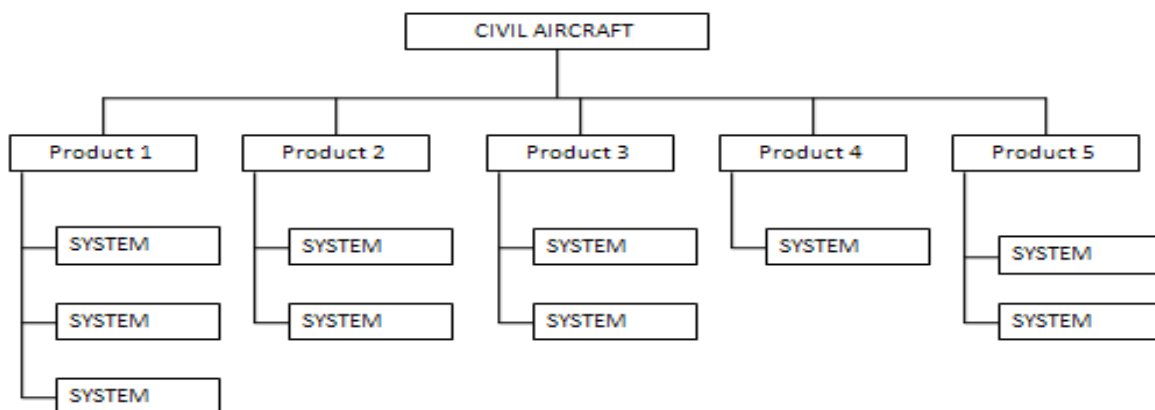 CIVIL AIRCRAFT
Product 1
Product 2
Product 3
Product 4
Product 5
SYSTEM
SYSTEM
SYSTEM
SYSTEM
SYSTEM
SYSTEM
SYSTEM
SYSTEM
SYSTEM
SYSTEM